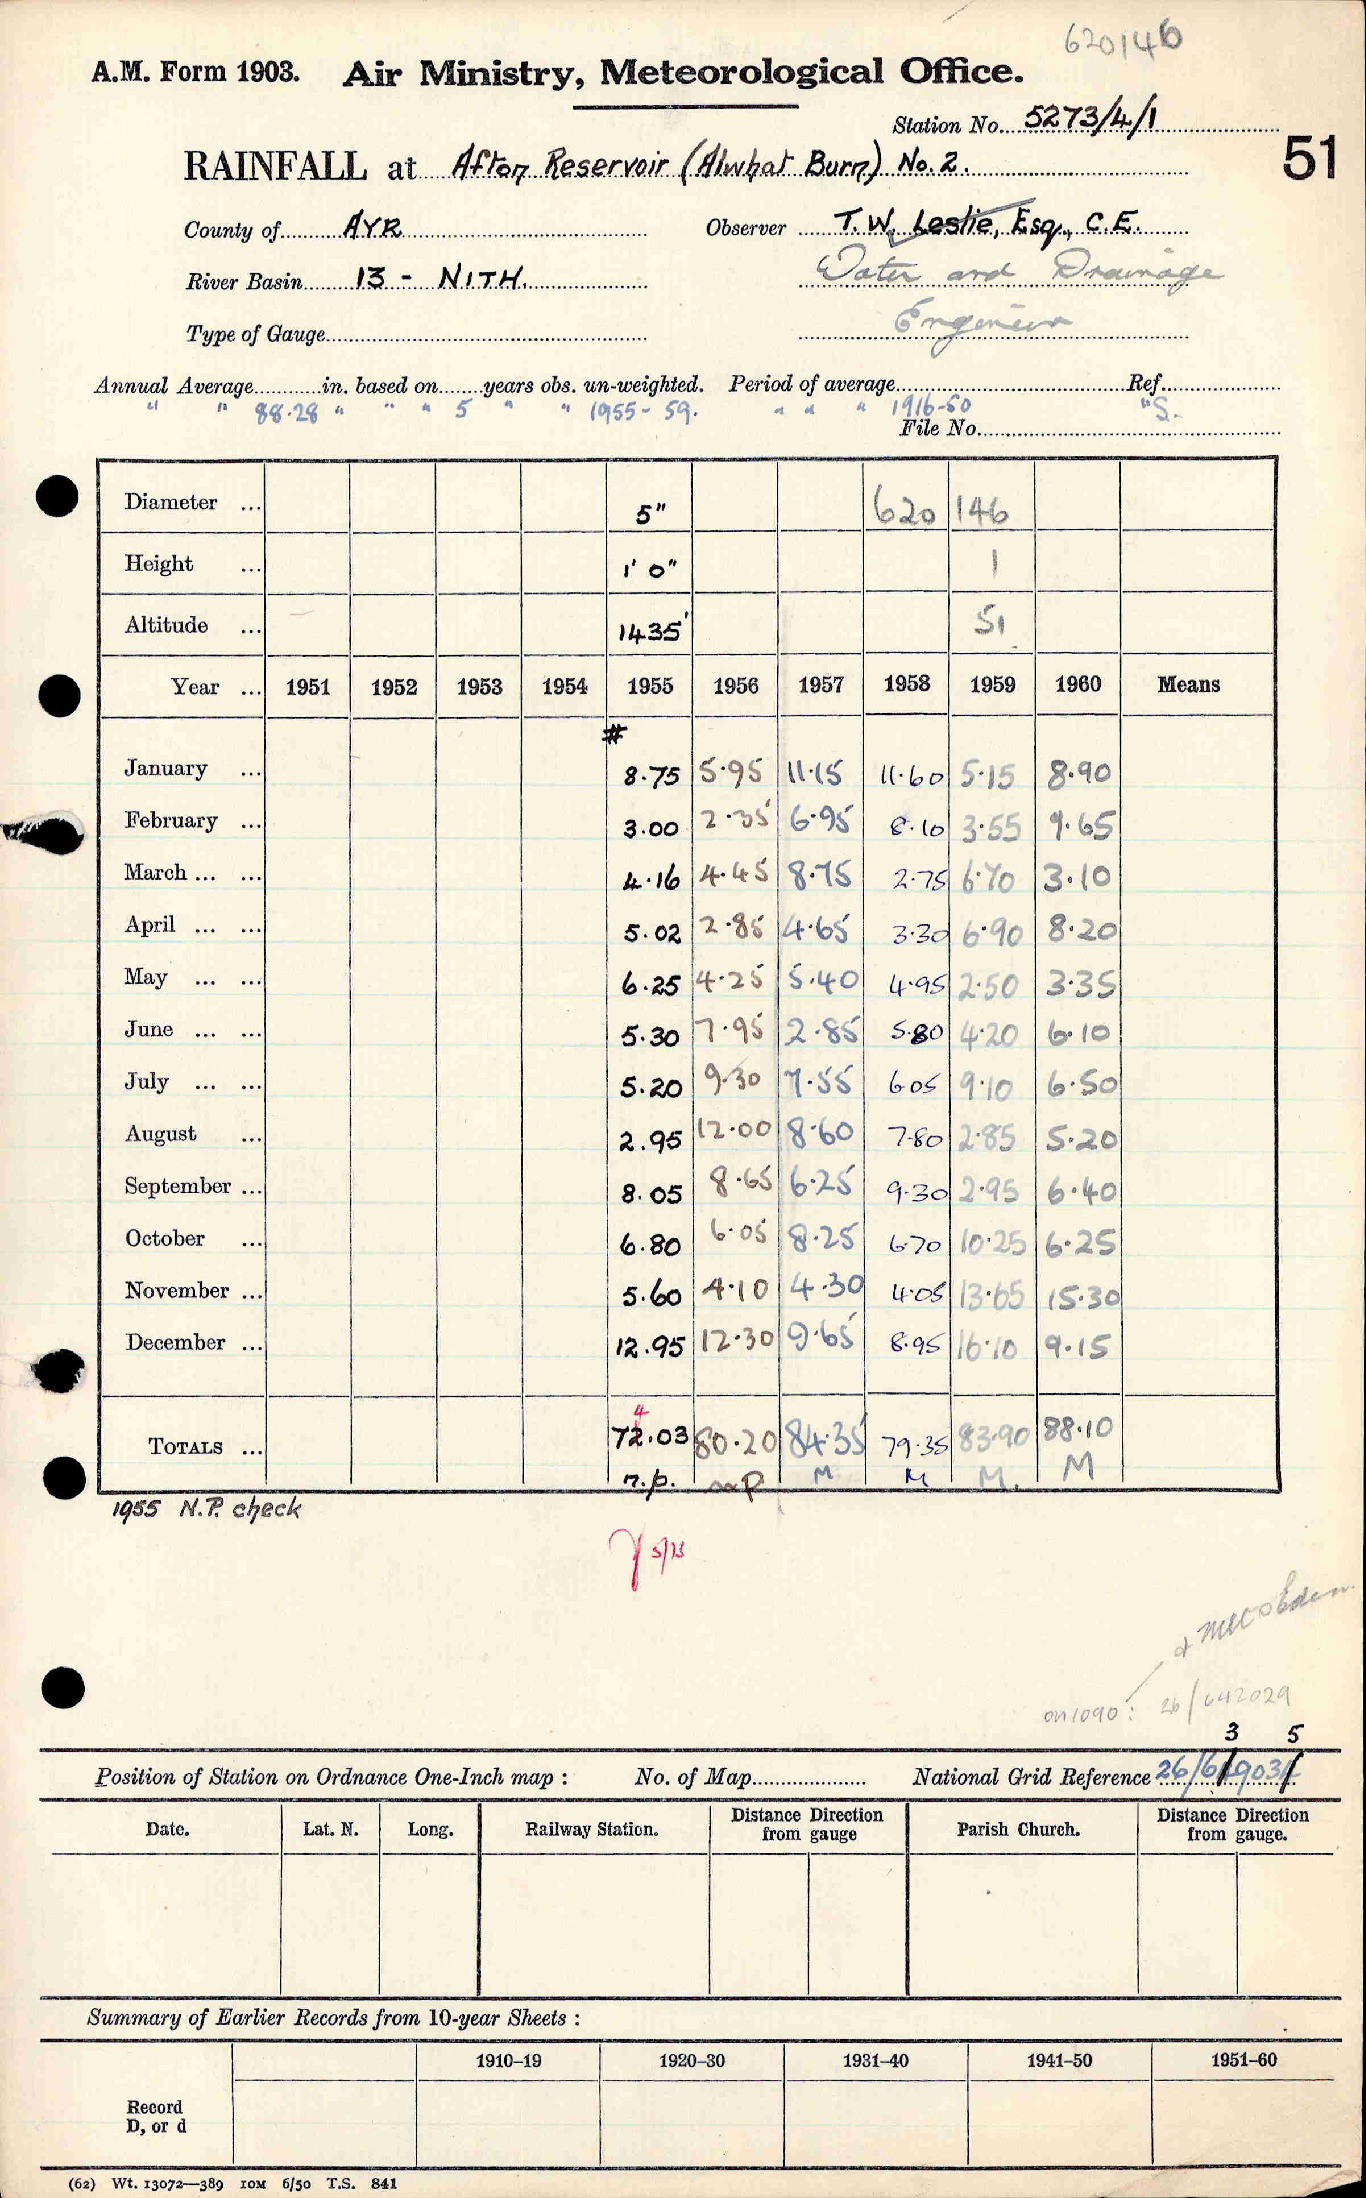 620146
A.M. Form 1903. Air Ministry, Meteorological Office.
Station No. 5273/4/1
51
RAINFALL at Afton Reservoir (Alwhat Burn) No. 2.
County of AYR Observer T. W. Leslie, Esq., C.E.
River Basin 13 - NITH. Water and Drainage
Type of Gauge Engineer
Annual Average in. based on years obs. un-weighted. Period of average Ref.
" " 88.28 " " " 5 " " 1955-59. " " " 1916-50 "S.
File No.
Diameter ... 5" 620 146
Height ... 1' 0" 1
Altitude ... 1435' 51
Year ... 1951 1952 1953 1954 1955 1956 1957 1958 1959 1960 Means
#
January ... 8.75 5.95 11.15 11.60 5.15 8.90
February ... 3.00 2.35 6.95 8.10 3.55 9.65
March ... ... 4.16 4.45 8.75 2.75 6.70 3.10
April ... ... 5.02 2.85 4.65 3.30 6.90 8.20
May ... ... 6.25 4.25 5.40 4.95 2.50 3.35
June ... ... 5.30 7.95 2.85 5.80 4.20 6.10
July ... ... 5.20 9.30 7.55 6.05 9.10 6.50
August ... 2.95 12.00 8.60 7.80 2.85 5.20
September ... 8.05 8.65 6.25 9.30 2.95 6.40
October ... 6.80 6.05 8.25 6.70 10.25 6.25
November ... 5.60 4.10 4.30 4.05 13.65 15.30
December ... 12.95 12.30 9.65 8.95 16.10 9.15
4
TOTALS ... 72.03 80.20 84.35 79.35 83.90 88.10
n.p. np M M M. M
1955 N.P. check
5/73
on 1090: 26/642029
3 5
Position of Station on Ordnance One-Inch map : No. of Map National Grid Reference 26/6
Date. Lat. N. Long. Railway Station. Distance Direction from gauge Parish Church. Distance Direction from gauge.
Summary of Earlier Records from 10-year Sheets :
1910–19 1920–30 1931–40 1941–50 1951–60
Record
D, or d
(62) Wt. 13072—389 10M 6/50 T.S. 841